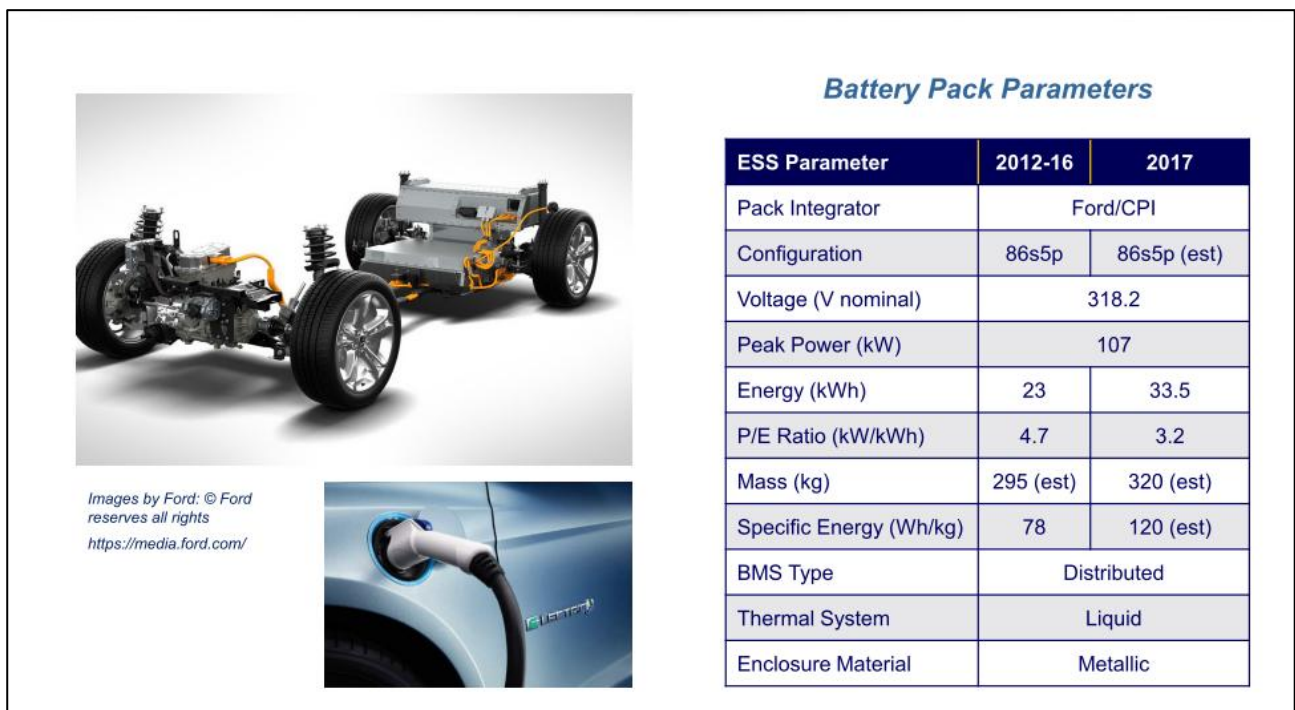 Battery Pack Parameters
ESS Parameter 2012-16 2017
Pack Integrator Ford/CPI
Configuration 86s5p 86s5p (est)
Voltage (V nominal) 318.2
Peak Power (kW) 107
Energy (kWh) 23 33.5
P/E Ratio (kW/kWh) 4.7 3.2
Mass (kg) 295 (est) 320 (est)
Specific Energy (Wh/kg) 78 120 (est)
BMS Type Distributed
Thermal System Liquid
Enclosure Material Metallic
Images by Ford: © Ford
reserves all rights
https://media.ford.com/
ELECTRIC